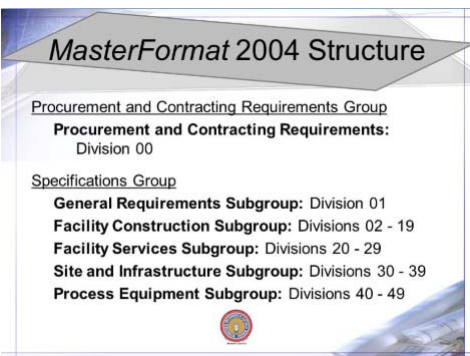 MasterFormat 2004 Structure
Procurement and Contracting Requirements Group
Procurement and Contracting Requirements:
Division 00
Specifications Group
General Requirements Subgroup: Division 01
Facility Construction Subgroup: Divisions 02 - 19
Facility Services Subgroup: Divisions 20 - 29
Site and Infrastructure Subgroup: Divisions 30 - 39
Process Equipment Subgroup: Divisions 40 - 49